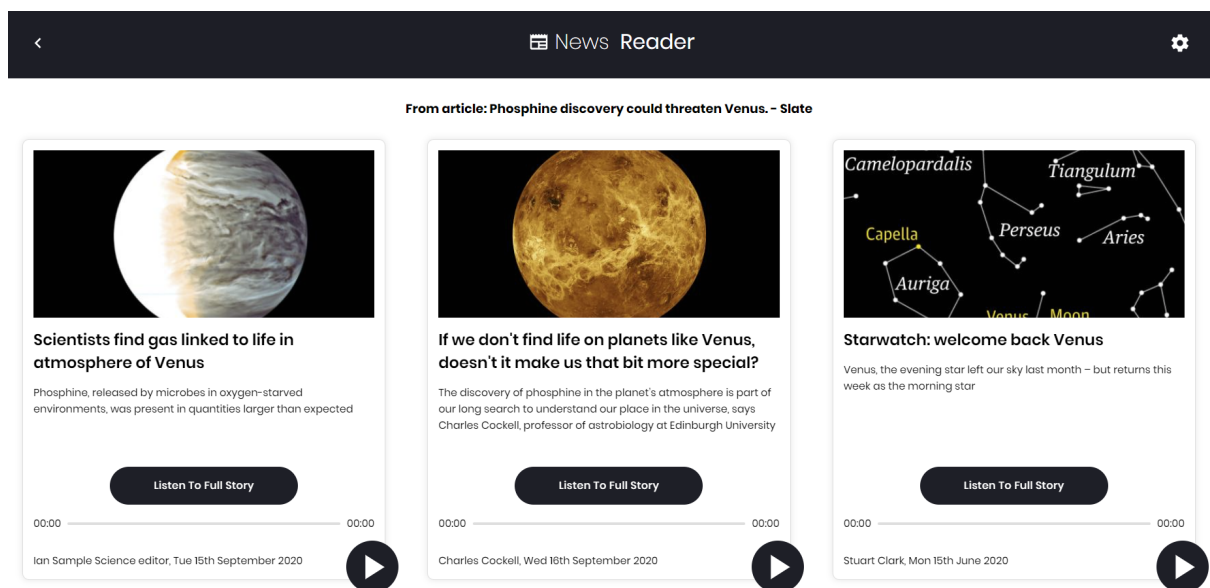 News Reader
From article: Phosphine discovery could threaten Venus. - Slate
Scientists find gas linked to life in
atmosphere of Venus
Phosphine, released by microbes in oxygen-starved
environments, was present in quantities larger than expected
Listen To Full Story
00:00 00:00
Ian Sample Science editor, Tue 15th September 2020
If we don't find life on planets like Venus,
doesn't it make us that bit more special?
The discovery of phosphine in the planet's atmosphere is part of
our long search to understand our place in the universe, says
Charles Cockell, professor of astrobiology at Edinburgh University
Listen To Full Story
00:00 00:00
Charles Cockell, Wed 16th September 2020
Camelopardalis
Tiangulum
Perseus
Aries
Capella
Auriga
Venus
Moon
Starwatch: welcome back Venus
Venus, the evening star left our sky last month – but returns this
week as the morning star
Listen To Full Story
00:00 00:00
Stuart Clark, Mon 15th June 2020